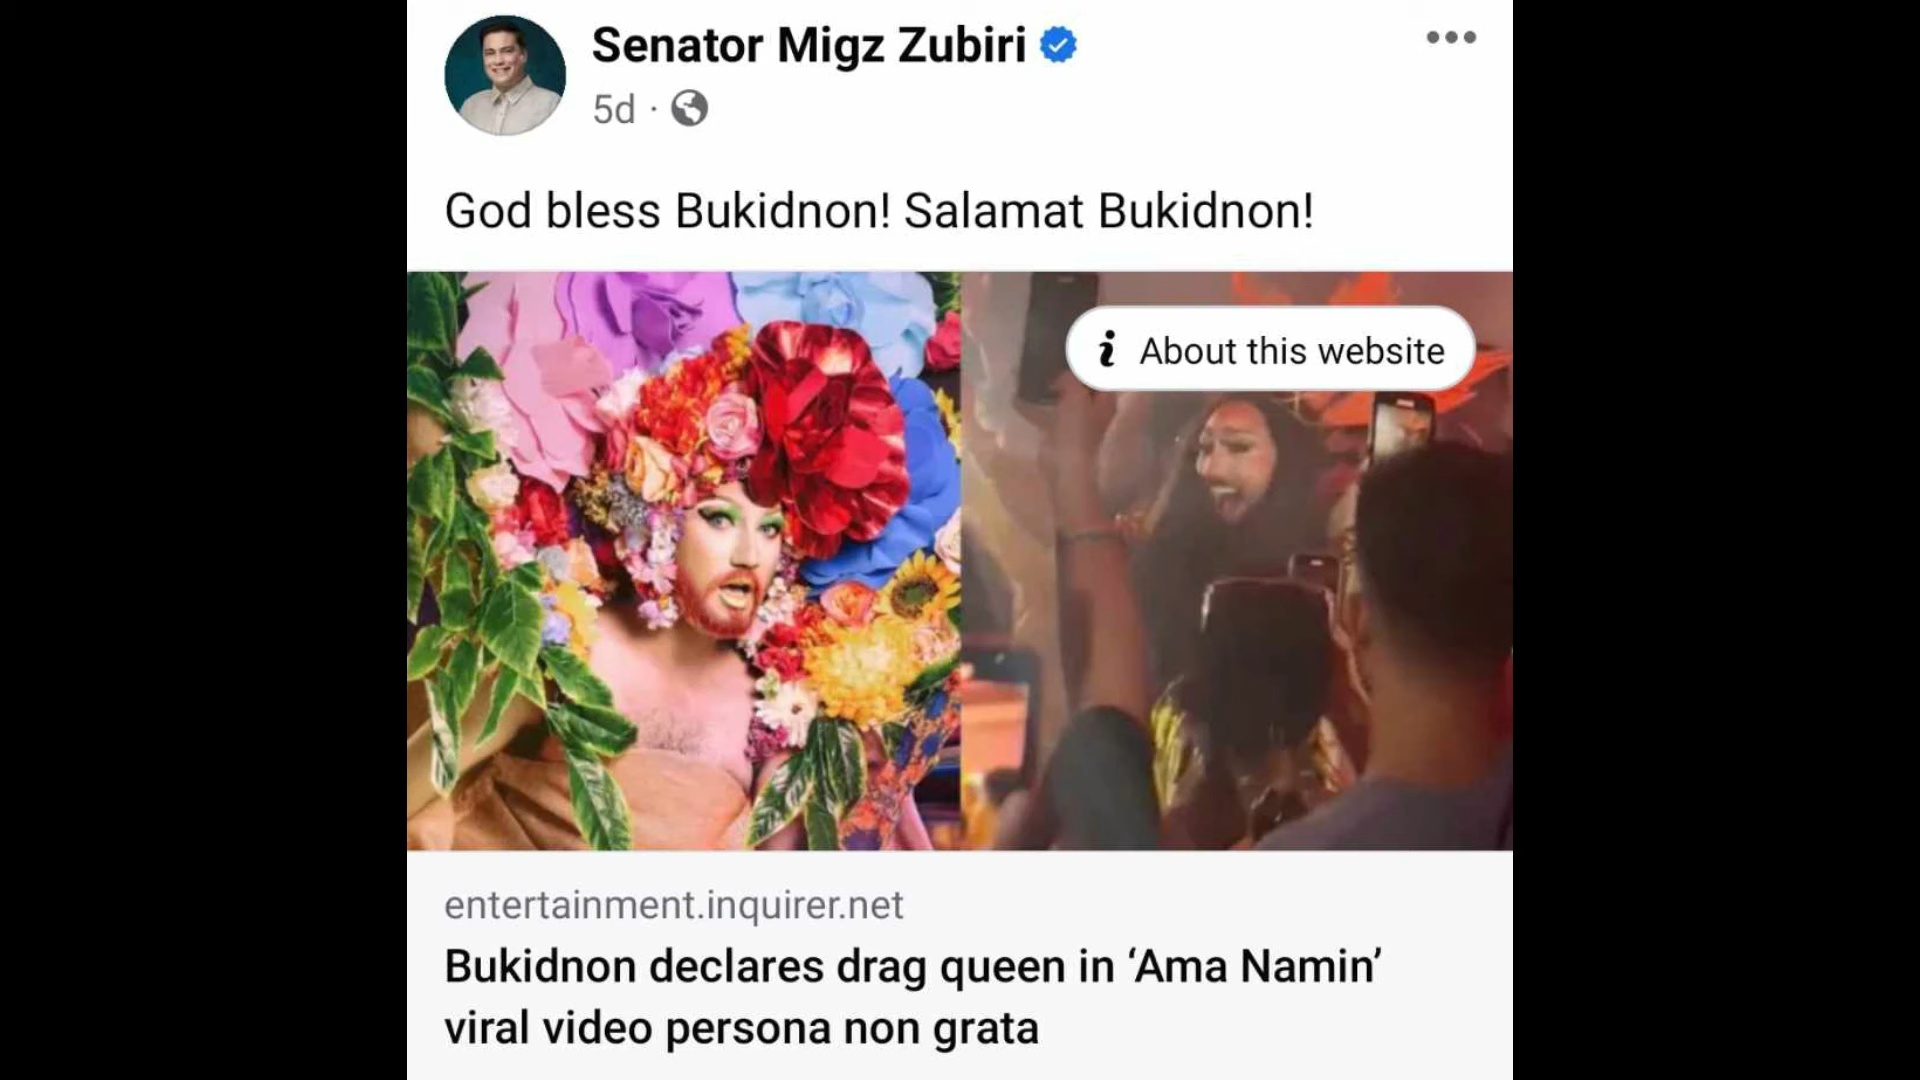 Senator Migz Zubiri
5d ·
God bless Bukidnon! Salamat Bukidnon!
i About this website
entertainment.inquirer.net
Bukidnon declares drag queen in ‘Ama Namin’
viral video persona non grata